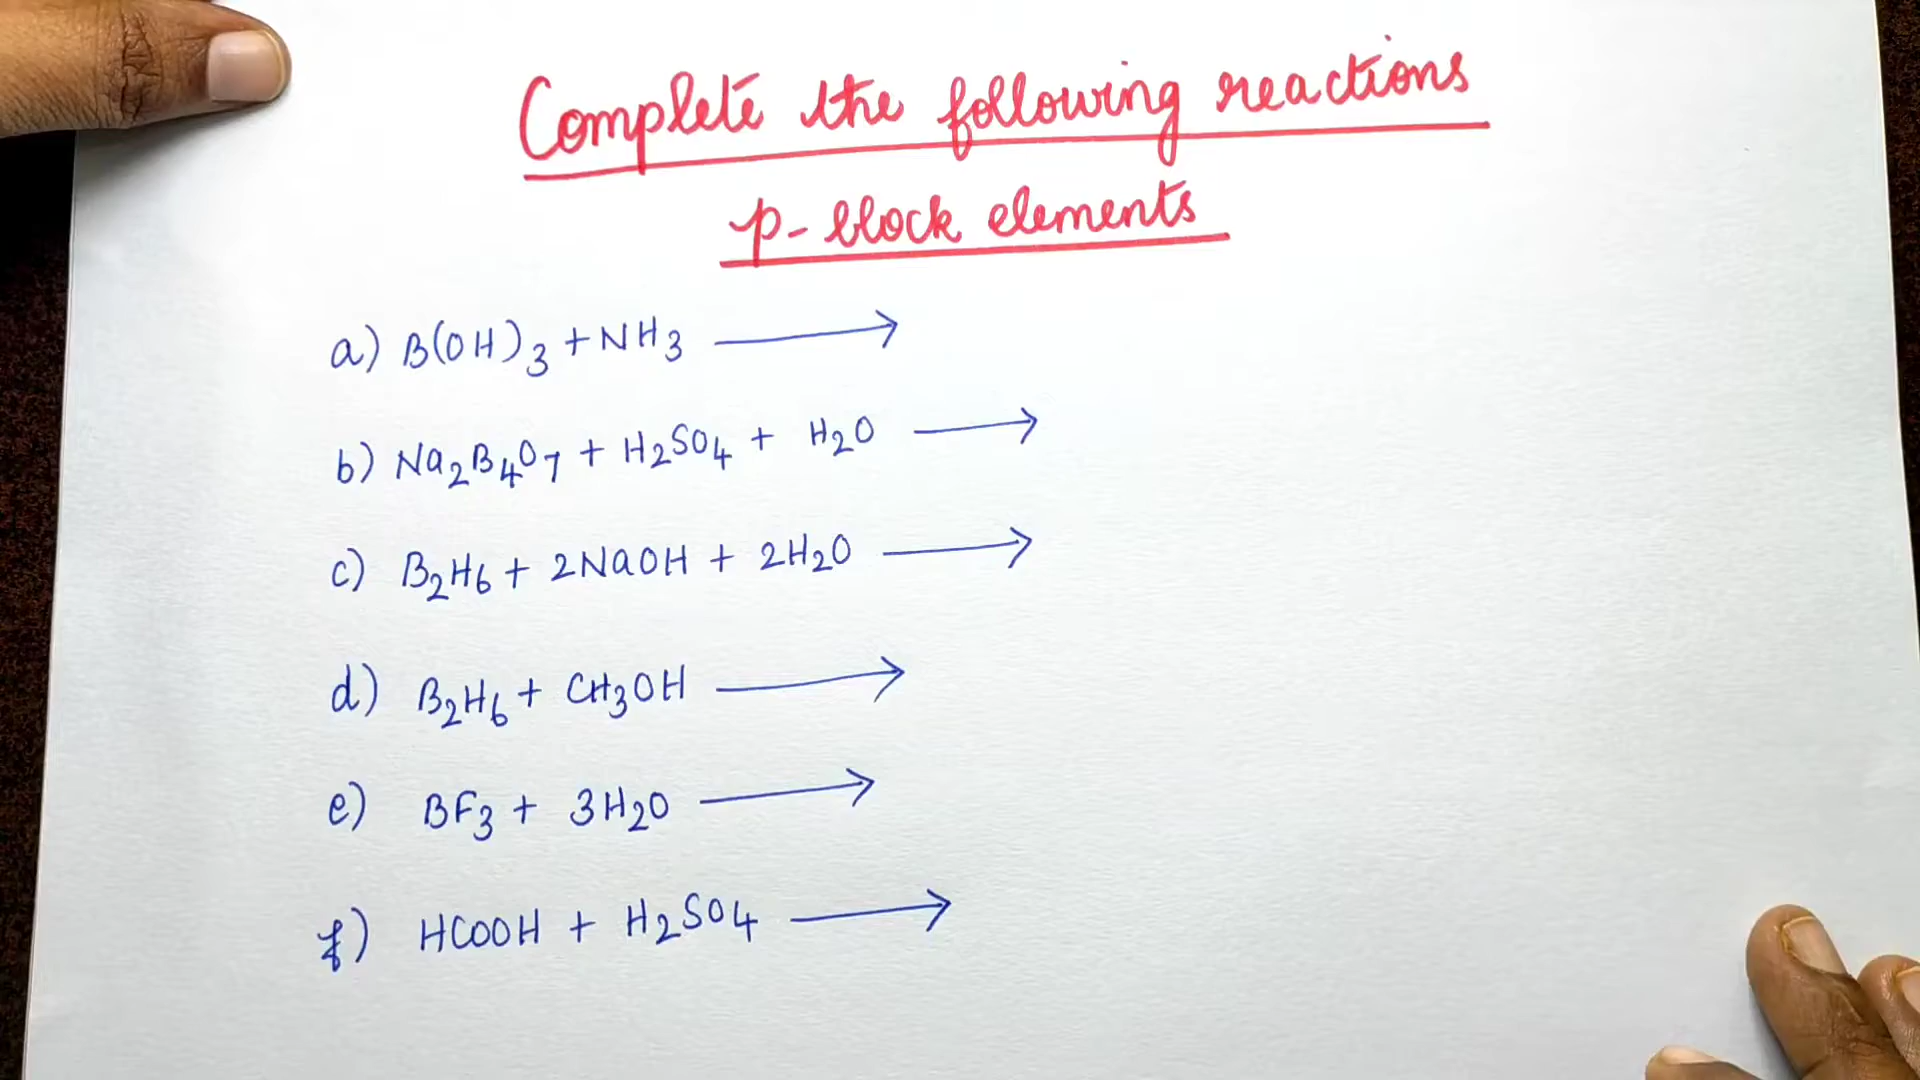 Complete the following reactions
p-block elements
a) B(OH)₃ + NH₃ ⟶
b) Na₂B₄O₇ + H₂SO₄ + H₂O ⟶
c) B₂H₆ + 2NaOH + 2H₂O ⟶
d) B₂H₆ + CH₃OH ⟶
e) BF₃ + 3H₂O ⟶
f) HCOOH + H₂SO₄ ⟶